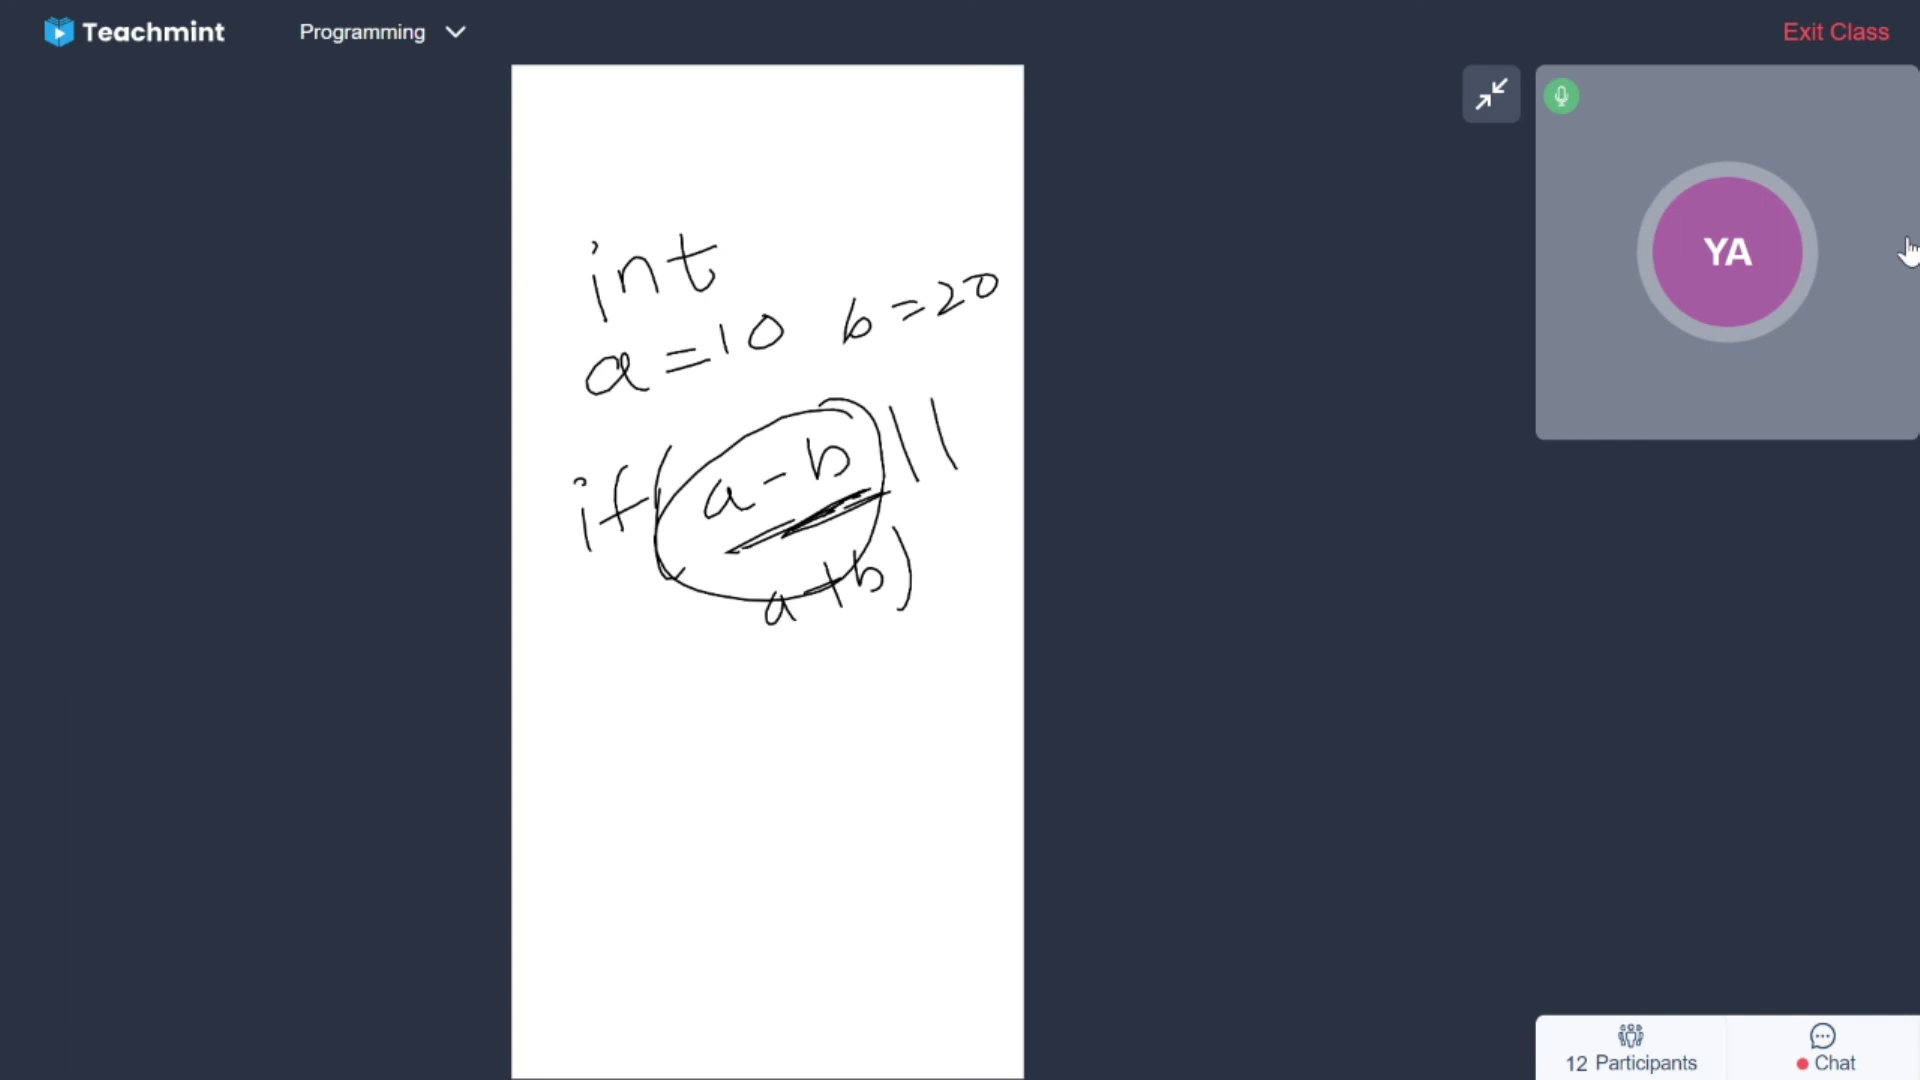 Teachmint
Programming
Exit Class
YA
int
a=10 b=20
if(a-b||
a+b)
12 Participants
Chat